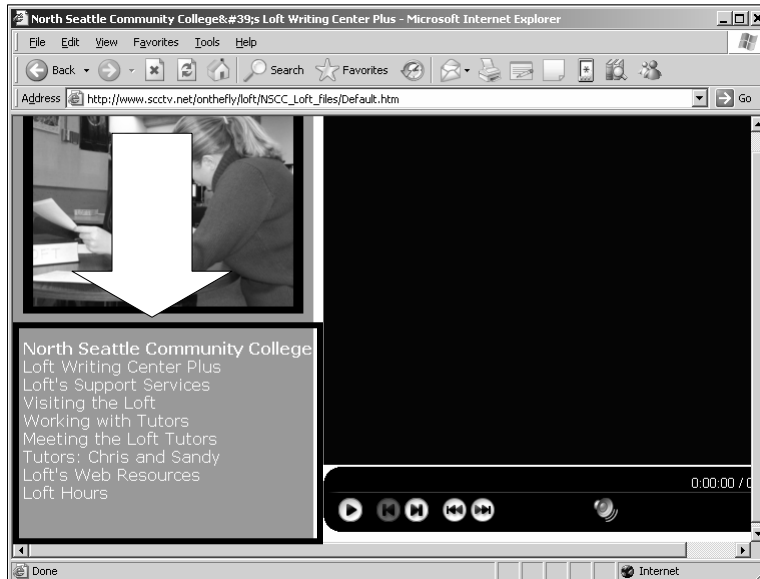 North Seattle Community College&#39;s Loft Writing Center Plus - Microsoft Internet Explorer
File Edit View Favorites Tools Help
Back Search Favorites
Address http://www.scctv.net/onthefly/loft/NSCC_Loft_files/Default.htm Go
North Seattle Community College
Loft Writing Center Plus
Loft's Support Services
Visiting the Loft
Working with Tutors
Meeting the Loft Tutors
Tutors: Chris and Sandy
Loft's Web Resources
Loft Hours
0:00:00 / 0
Done Internet